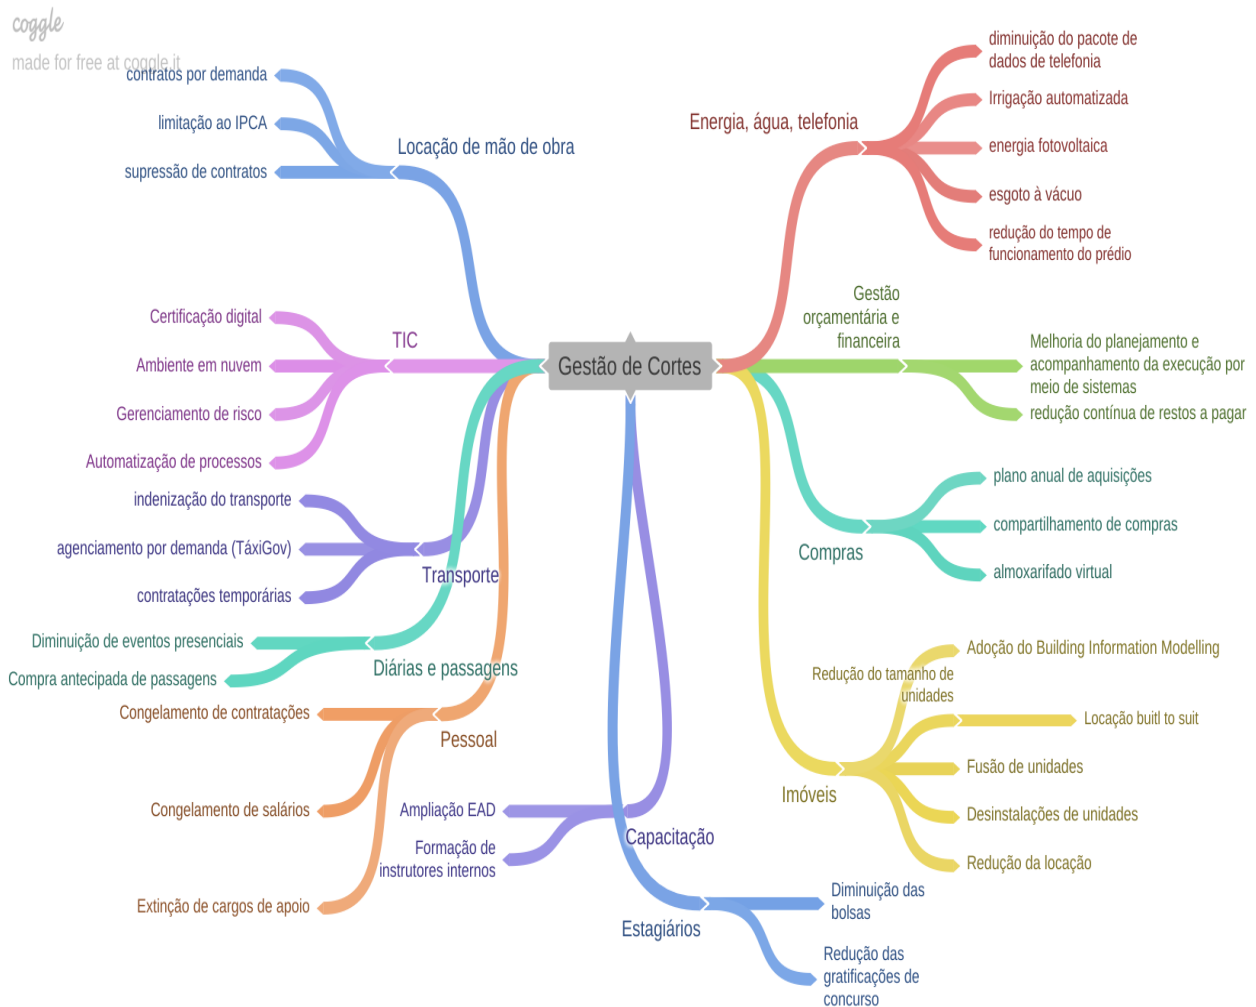 coggle
made for free at coggle.it
contratos por demanda
limitação ao IPCA
supressão de contratos
Locação de mão de obra
Certificação digital
Ambiente em nuvem
Gerenciamento de risco
Automatização de processos
TIC
indenização do transporte
agenciamento por demanda (TáxiGov)
contratações temporárias
Transporte
Diminuição de eventos presenciais
Compra antecipada de passagens
Diárias e passagens
Congelamento de contratações
Congelamento de salários
Extinção de cargos de apoio
Pessoal
Gestão de Cortes
Ampliação EAD
Formação de
instrutores internos
Capacitação
Estagiários
Diminuição das
bolsas
Redução das
gratificações de
concurso
Energia, água, telefonia
diminuição do pacote de
dados de telefonia
Irrigação automatizada
energia fotovoltaica
esgoto à vácuo
redução do tempo de
funcionamento do prédio
Gestão
orçamentária e
financeira
Melhoria do planejamento e
acompanhamento da execução por
meio de sistemas
redução contínua de restos a pagar
Compras
plano anual de aquisições
compartilhamento de compras
almoxarifado virtual
Imóveis
Adoção do Building Information Modelling
Redução do tamanho de
unidades
Locação buitl to suit
Fusão de unidades
Desinstalações de unidades
Redução da locação